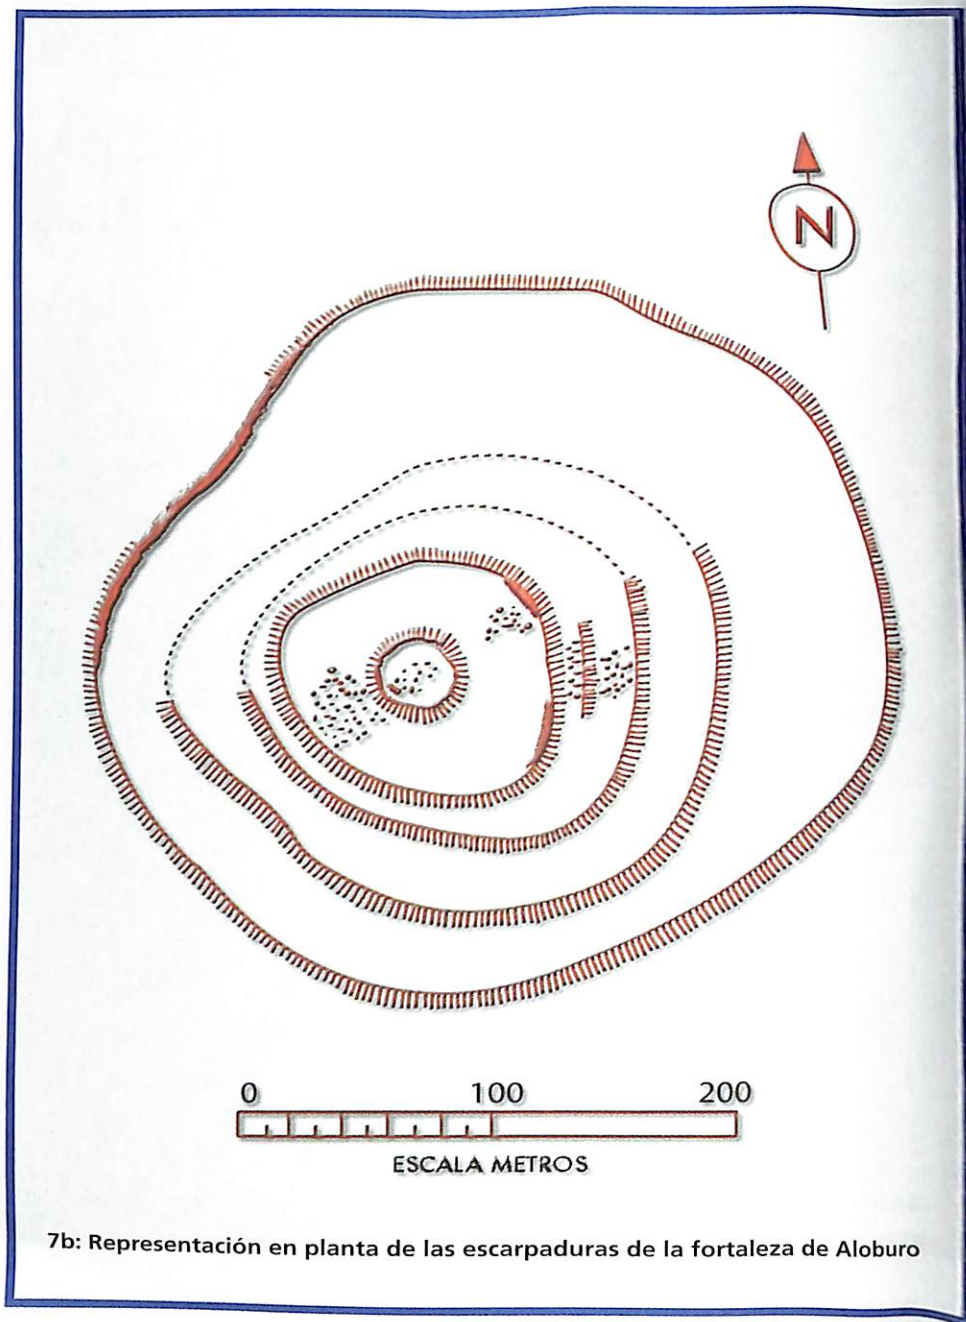 N
0 100 200
ESCALA METROS
7b: Representación en planta de las escarpaduras de la fortaleza de Aloburo